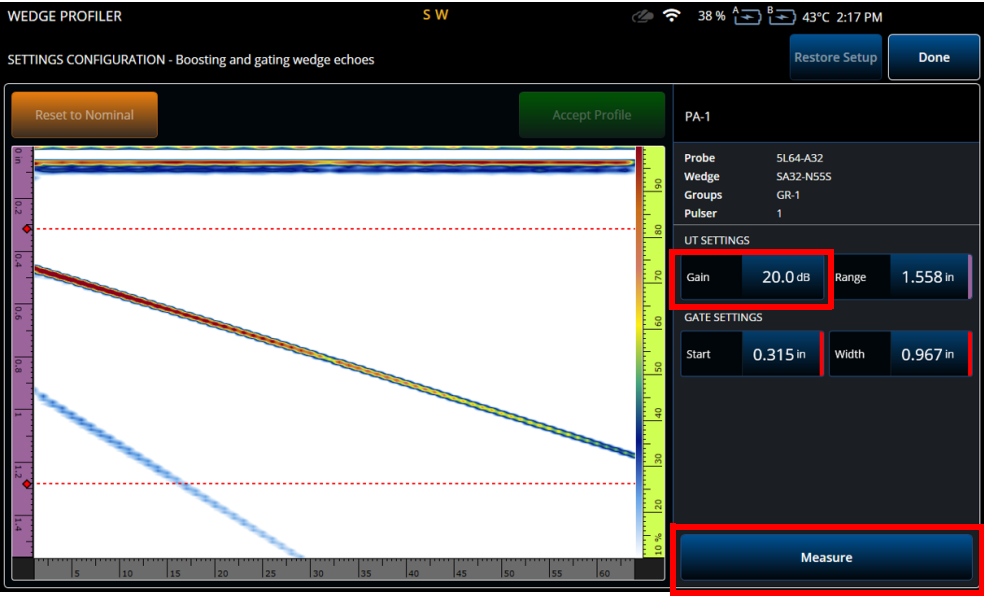 WEDGE PROFILER
S W
38 %
A
B
43°C 2:17 PM
SETTINGS CONFIGURATION - Boosting and gating wedge echoes
Restore Setup
Done
Reset to Nominal
Accept Profile
PA-1
Probe 5L64-A32
Wedge SA32-N55S
Groups GR-1
Pulser 1
UT SETTINGS
Gain 20.0 dB
Range 1.558 in
GATE SETTINGS
Start 0.315 in
Width 0.967 in
Measure
0 in
0.2
0.4
0.6
0.8
1
1.2
1.4
90
80
70
60
50
40
30
20
10 %
5 10 15 20 25 30 35 40 45 50 55 60